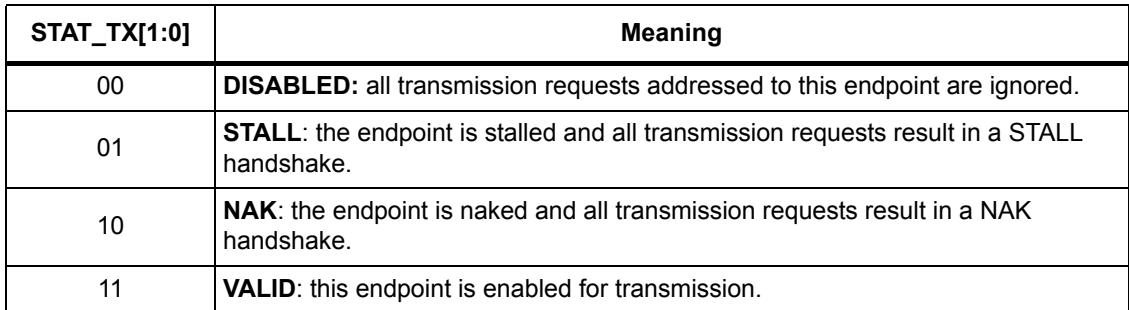 STAT_TX[1:0] Meaning
00 DISABLED: all transmission requests addressed to this endpoint are ignored.
01 STALL: the endpoint is stalled and all transmission requests result in a STALL
handshake.
10 NAK: the endpoint is naked and all transmission requests result in a NAK
handshake.
11 VALID: this endpoint is enabled for transmission.